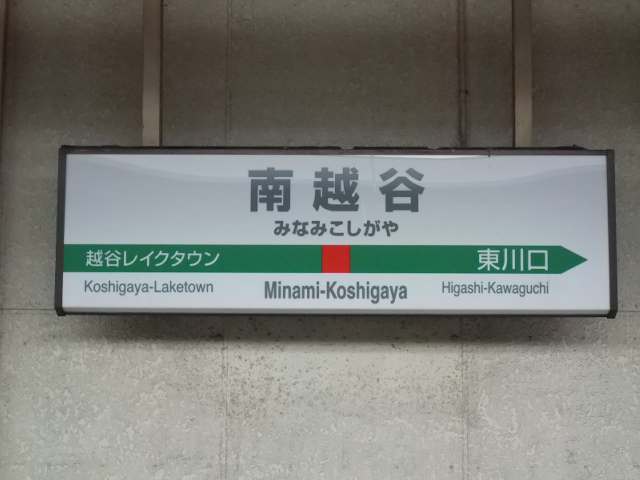 南越谷
みなみこしがや
越谷レイクタウン 東川口
Koshigaya-Laketown Minami-Koshigaya Higashi-Kawaguchi